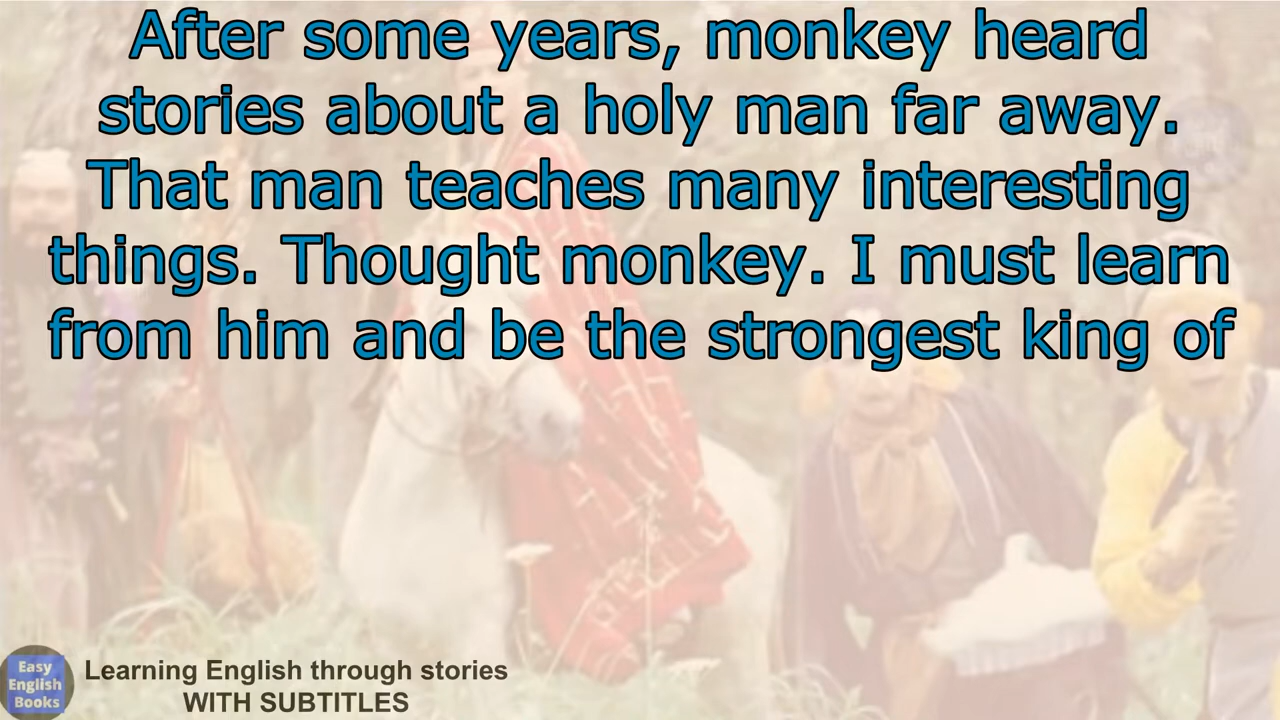 After some years, monkey heard
stories about a holy man far away.
That man teaches many interesting
things. Thought monkey. I must learn
from him and be the strongest king of
Easy
English
Books
Learning English through stories
WITH SUBTITLES